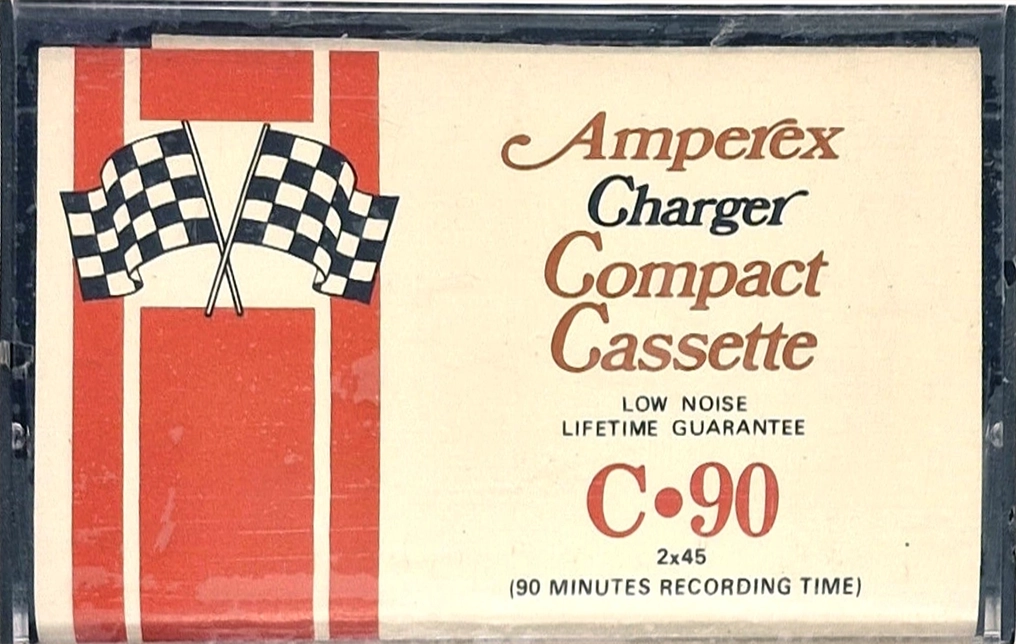 Amperex
Charger
Compact
Cassette
LOW NOISE
LIFETIME GUARANTEE
C•90
2x45
(90 MINUTES RECORDING TIME)